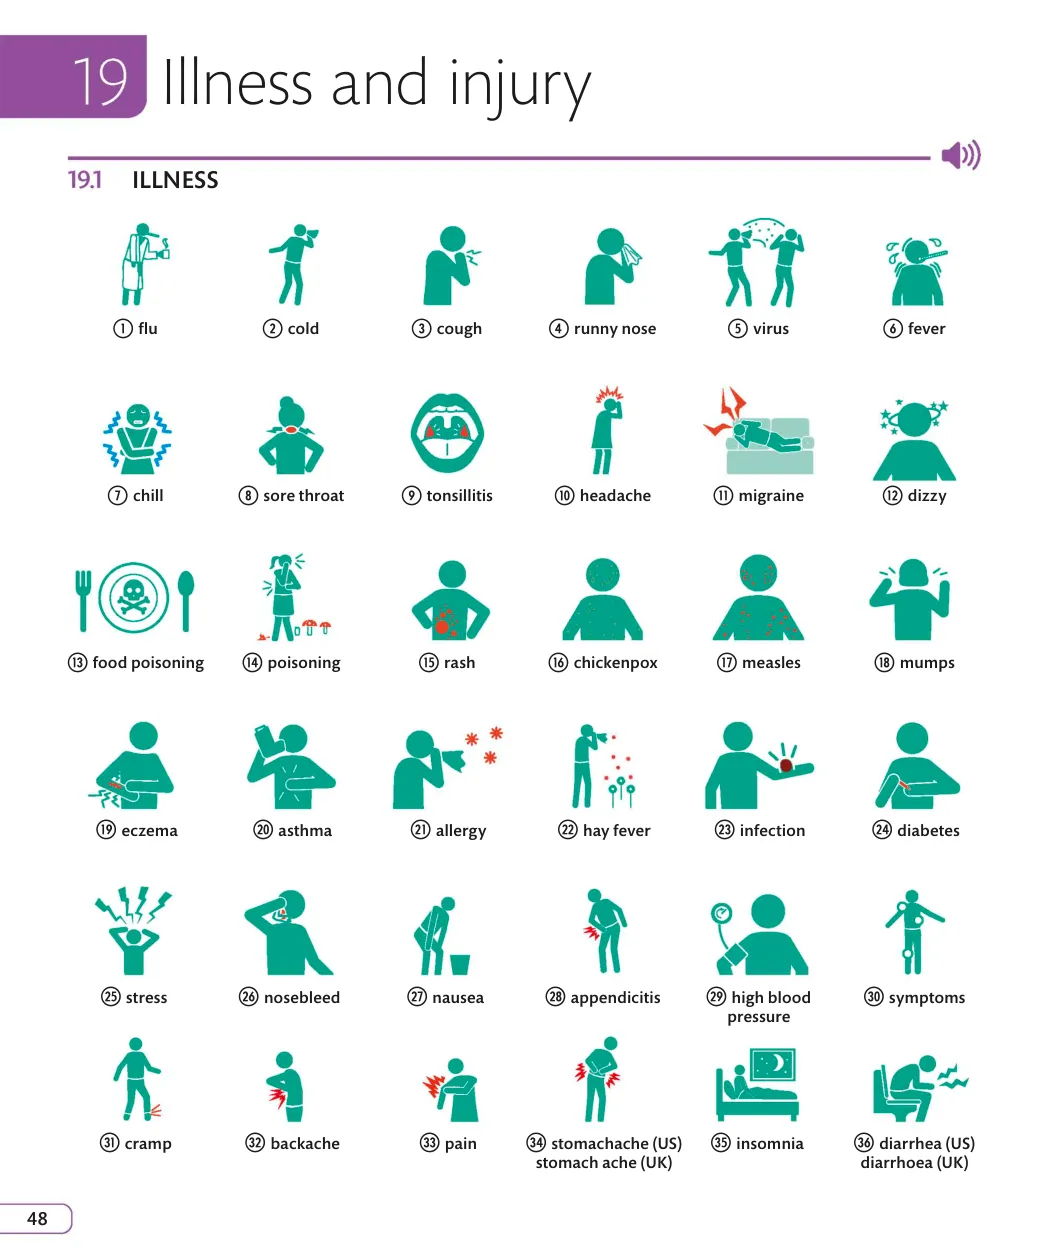 19 Illness and injury
19.1 ILLNESS
1 flu 2 cold 3 cough 4 runny nose 5 virus 6 fever
7 chill 8 sore throat 9 tonsillitis 10 headache 11 migraine 12 dizzy
13 food poisoning 14 poisoning 15 rash 16 chickenpox 17 measles 18 mumps
19 eczema 20 asthma 21 allergy 22 hay fever 23 infection 24 diabetes
25 stress 26 nosebleed 27 nausea 28 appendicitis 29 high blood 30 symptoms
pressure
31 cramp 32 backache 33 pain 34 stomachache (US) 35 insomnia 36 diarrhea (US)
stomach ache (UK) diarrhoea (UK)
48